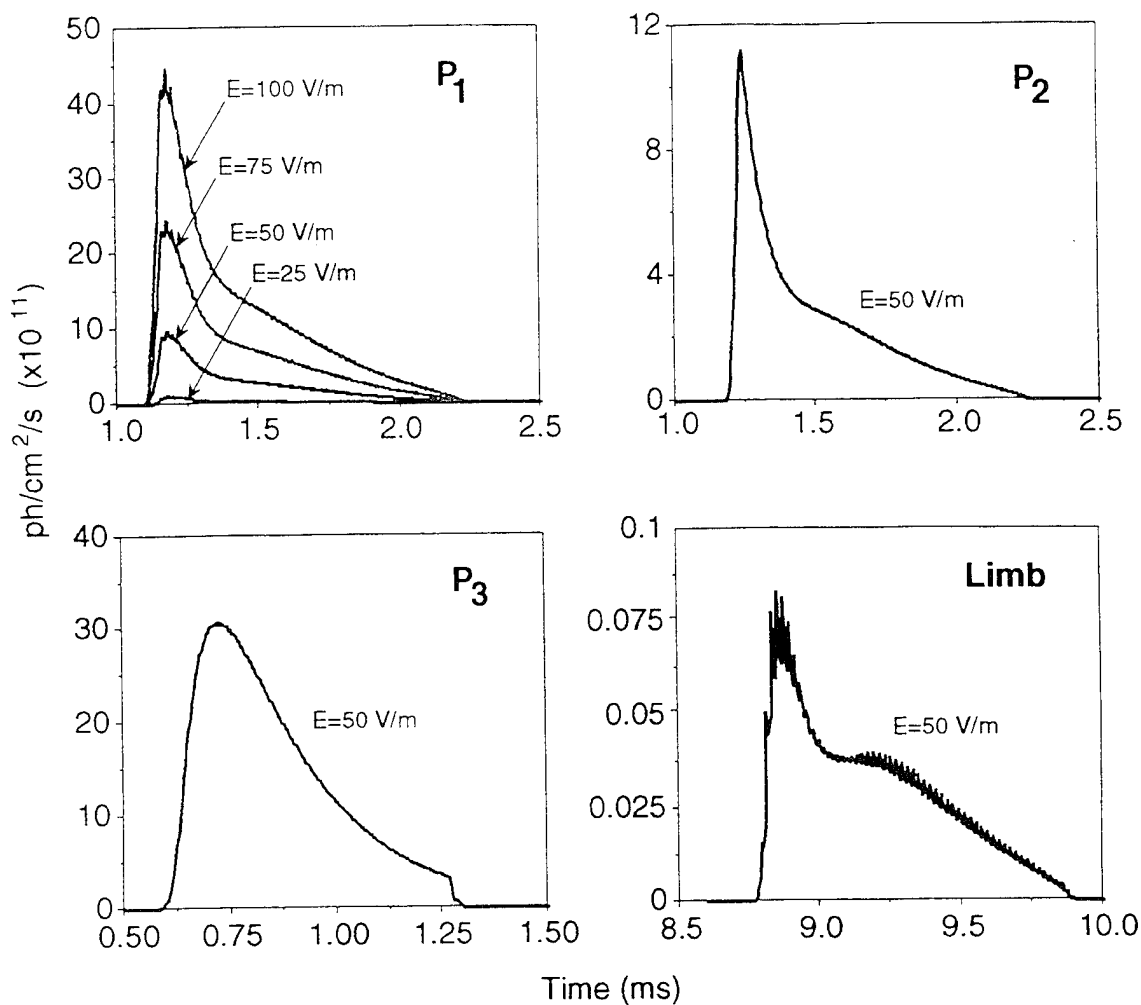 50
40
30
20
10
0
1.0 1.5 2.0 2.5
P1
E=100 V/m
E=75 V/m
E=50 V/m
E=25 V/m
12
8
4
0
1.0 1.5 2.0 2.5
P2
E=50 V/m
ph/cm²/s (x10 ¹¹)
40
30
20
10
0
0.50 0.75 1.00 1.25 1.50
P3
E=50 V/m
0.1
0.075
0.05
0.025
0
8.5 9.0 9.5 10.0
Limb
E=50 V/m
Time (ms)